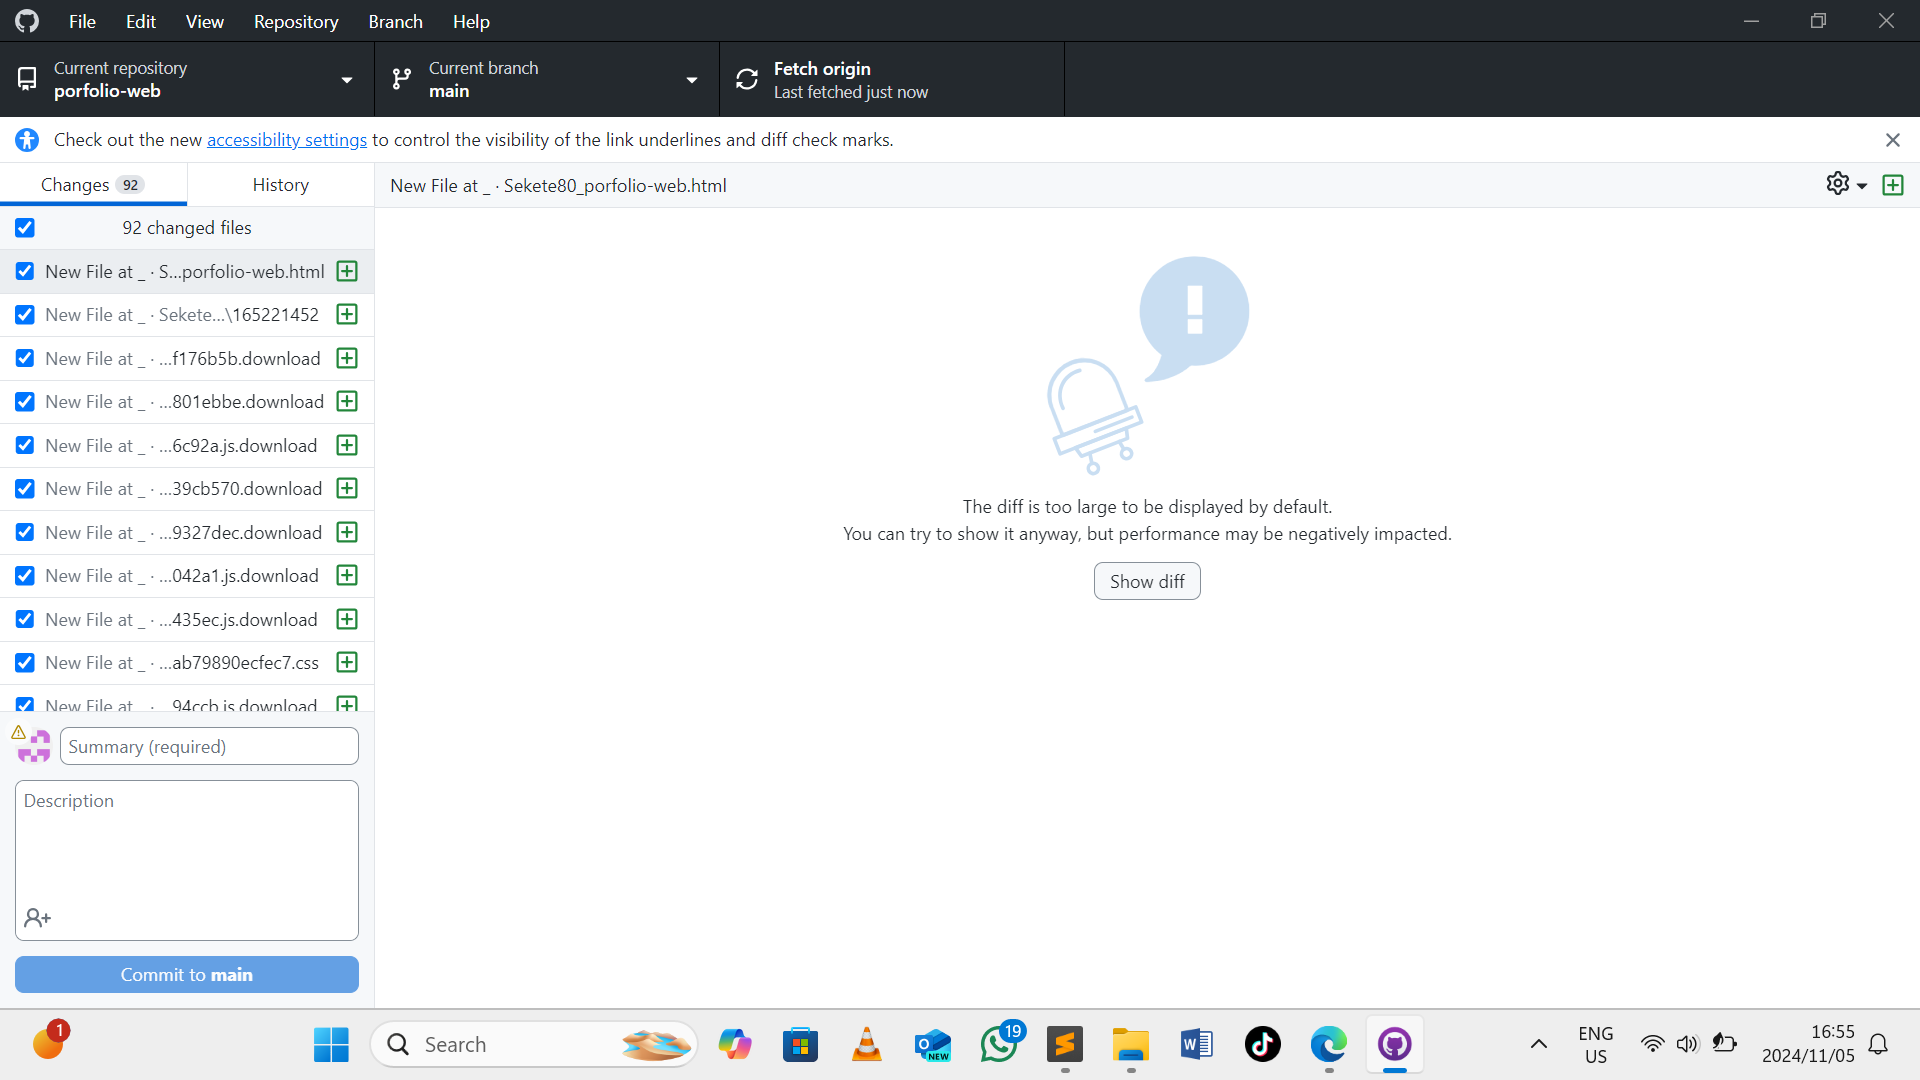 File Edit View Repository Branch Help
Current repository
porfolio-web
Current branch
main
Fetch origin
Last fetched just now
Check out the new accessibility settings to control the visibility of the link underlines and diff check marks.
Changes 92
History
New File at _ · Sekete80_porfolio-web.html
92 changed files
New File at _ · S...porfolio-web.html
New File at _ · Sekete...\165221452
New File at _ · ...f176b5b.download
New File at _ · ...801ebbe.download
New File at _ · ...6c92a.js.download
New File at _ · ...39cb570.download
New File at _ · ...9327dec.download
New File at _ · ...042a1.js.download
New File at _ · ...435ec.js.download
New File at _ · ...ab79890ecfec7.css
New File at _ · ...94ccb.js.download
The diff is too large to be displayed by default.
You can try to show it anyway, but performance may be negatively impacted.
Show diff
Summary (required)
Description
Commit to main
1
Search
NEW
19
ENG
US
16:55
2024/11/05